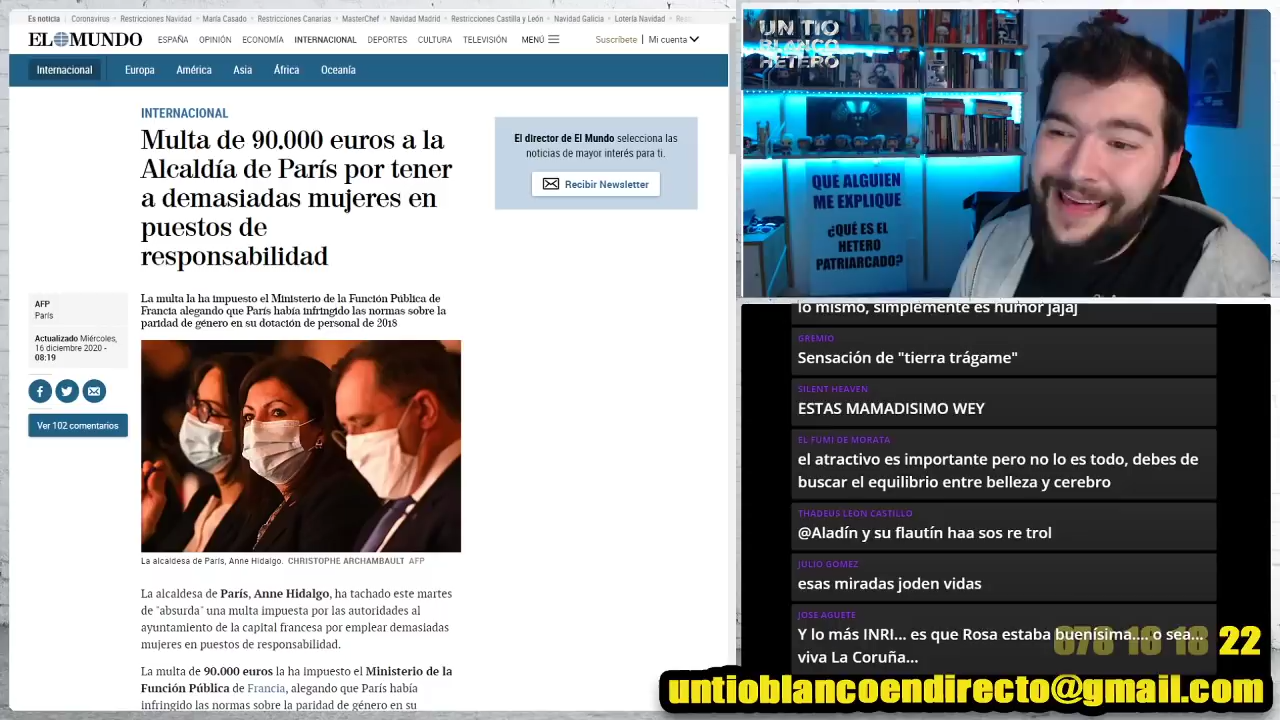 Es noticia Coronavirus Restricciones Navidad María Casado Restricciones Canarias MasterChef Navidad Madrid Restricciones Castilla y León Navidad Galicia Lotería Navidad
EL MUNDO ESPAÑA OPINIÓN ECONOMÍA INTERNACIONAL DEPORTES CULTURA TELEVISIÓN MENÚ Suscríbete | Mi cuenta
Internacional Europa América Asia África Oceanía
INTERNACIONAL
Multa de 90.000 euros a la
Alcaldía de París por tener
a demasiadas mujeres en
puestos de
responsabilidad
El director de El Mundo selecciona las
noticias de mayor interés para ti.
Recibir Newsletter
AFP
París
Actualizado Miércoles,
16 diciembre 2020 -
08:19
Ver 102 comentarios
La multa la ha impuesto el Ministerio de la Función Pública de
Francia alegando que París había infringido las normas sobre la
paridad de género en su dotación de personal de 2018
La alcaldesa de París, Anne Hidalgo. CHRISTOPHE ARCHAMBAULT AFP
La alcaldesa de París, Anne Hidalgo, ha tachado este martes
de "absurda" una multa impuesta por las autoridades al
ayuntamiento de la capital francesa por emplear demasiadas
mujeres en puestos de responsabilidad.
La multa de 90.000 euros la ha impuesto el Ministerio de la
Función Pública de Francia, alegando que París había
infringido las normas sobre la paridad de género en su
UN TIO
BLANCO
HETERO
QUE ALGUIEN
ME EXPLIQUE
¿QUÉ ES EL
HETERO
PATRIARCADO?
lo mismo, simplemente es humor jajaj
GREMIO
Sensación de "tierra trágame"
SILENT HEAVEN
ESTAS MAMADISIMO WEY
EL FUMI DE MORATA
el atractivo es importante pero no lo es todo, debes de
buscar el equilibrio entre belleza y cerebro
THADEUS LEON CASTILLO
@Aladín y su flautín haa sos re trol
JULIO GOMEZ
esas miradas joden vidas
JOSE AGUETE
Y lo más INRI... es que Rosa estaba buenísima.... o sea...
viva La Coruña...
22
untioblancoendirecto@gmail.com